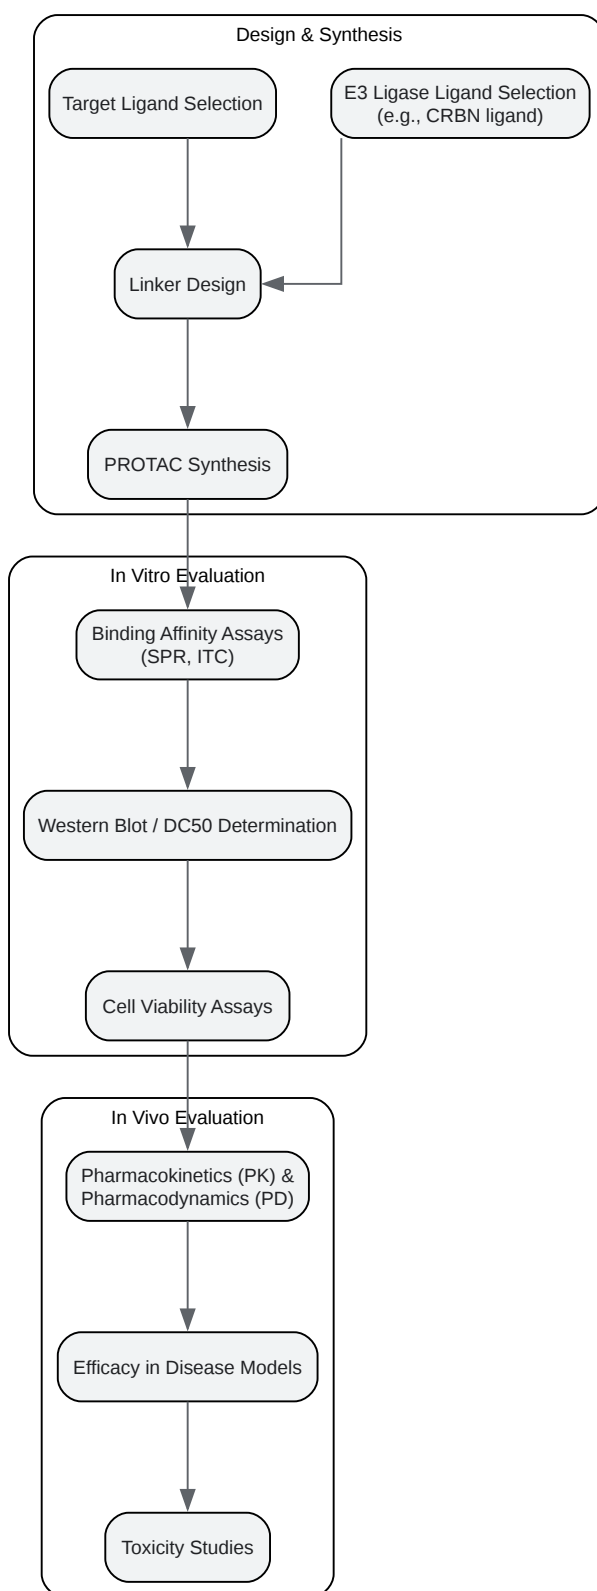 Design & Synthesis
Target Ligand Selection
E3 Ligase Ligand Selection
(e.g., CRBN ligand)
Linker Design
PROTAC Synthesis
In Vitro Evaluation
Binding Affinity Assays
(SPR, ITC)
Western Blot / DC50 Determination
Cell Viability Assays
In Vivo Evaluation
Pharmacokinetics (PK) &
Pharmacodynamics (PD)
Efficacy in Disease Models
Toxicity Studies